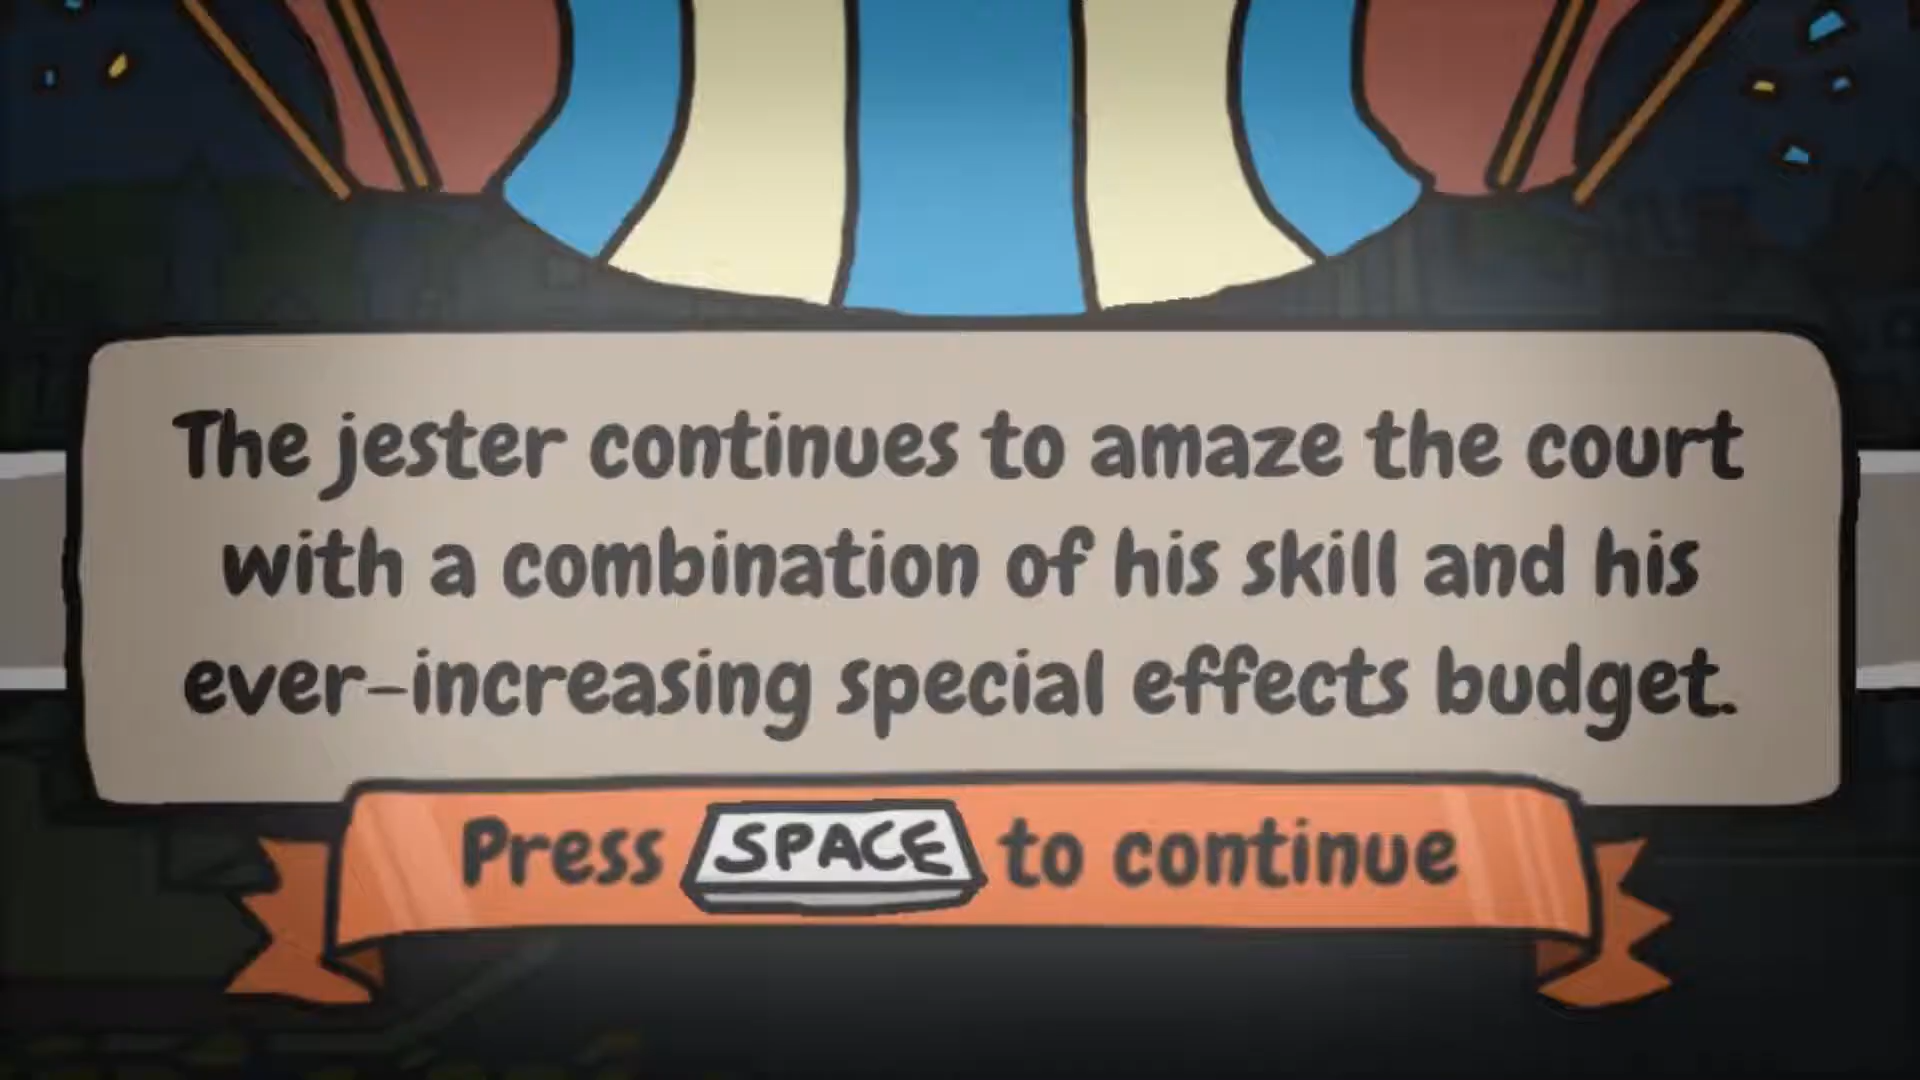 The jester continues to amaze the court
with a combination of his skill and his
ever-increasing special effects budget.
Press SPACE to continue